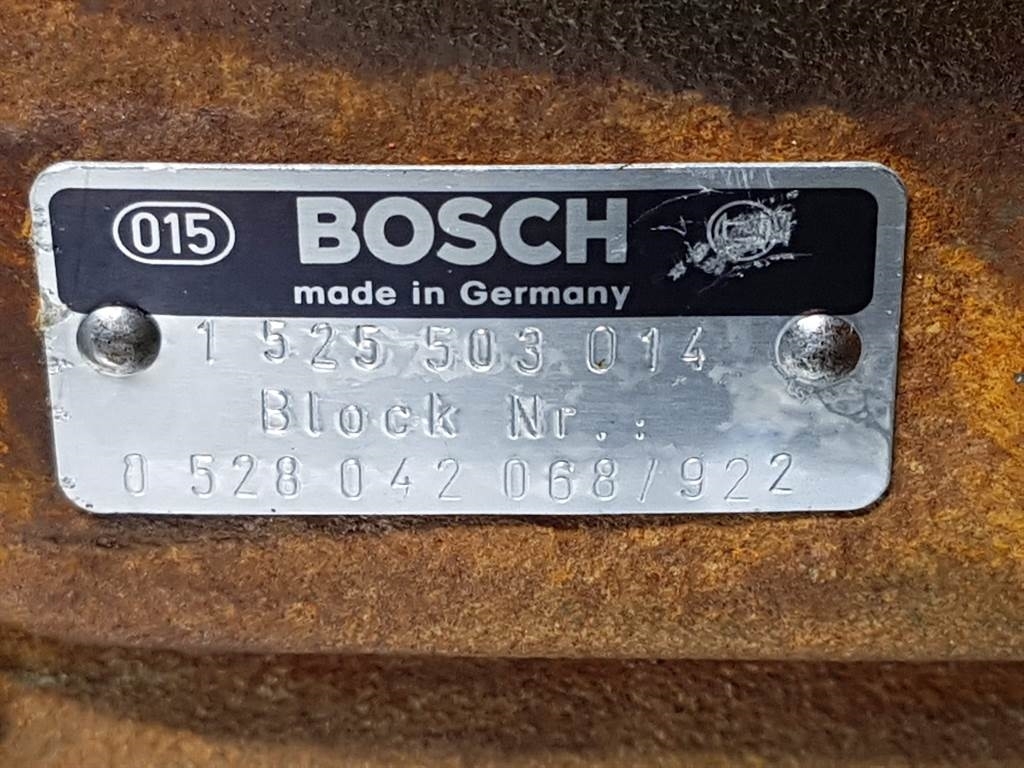 015 BOSCH
made in Germany
1 525 503 014
Block Nr.:
0 528 042 068/922